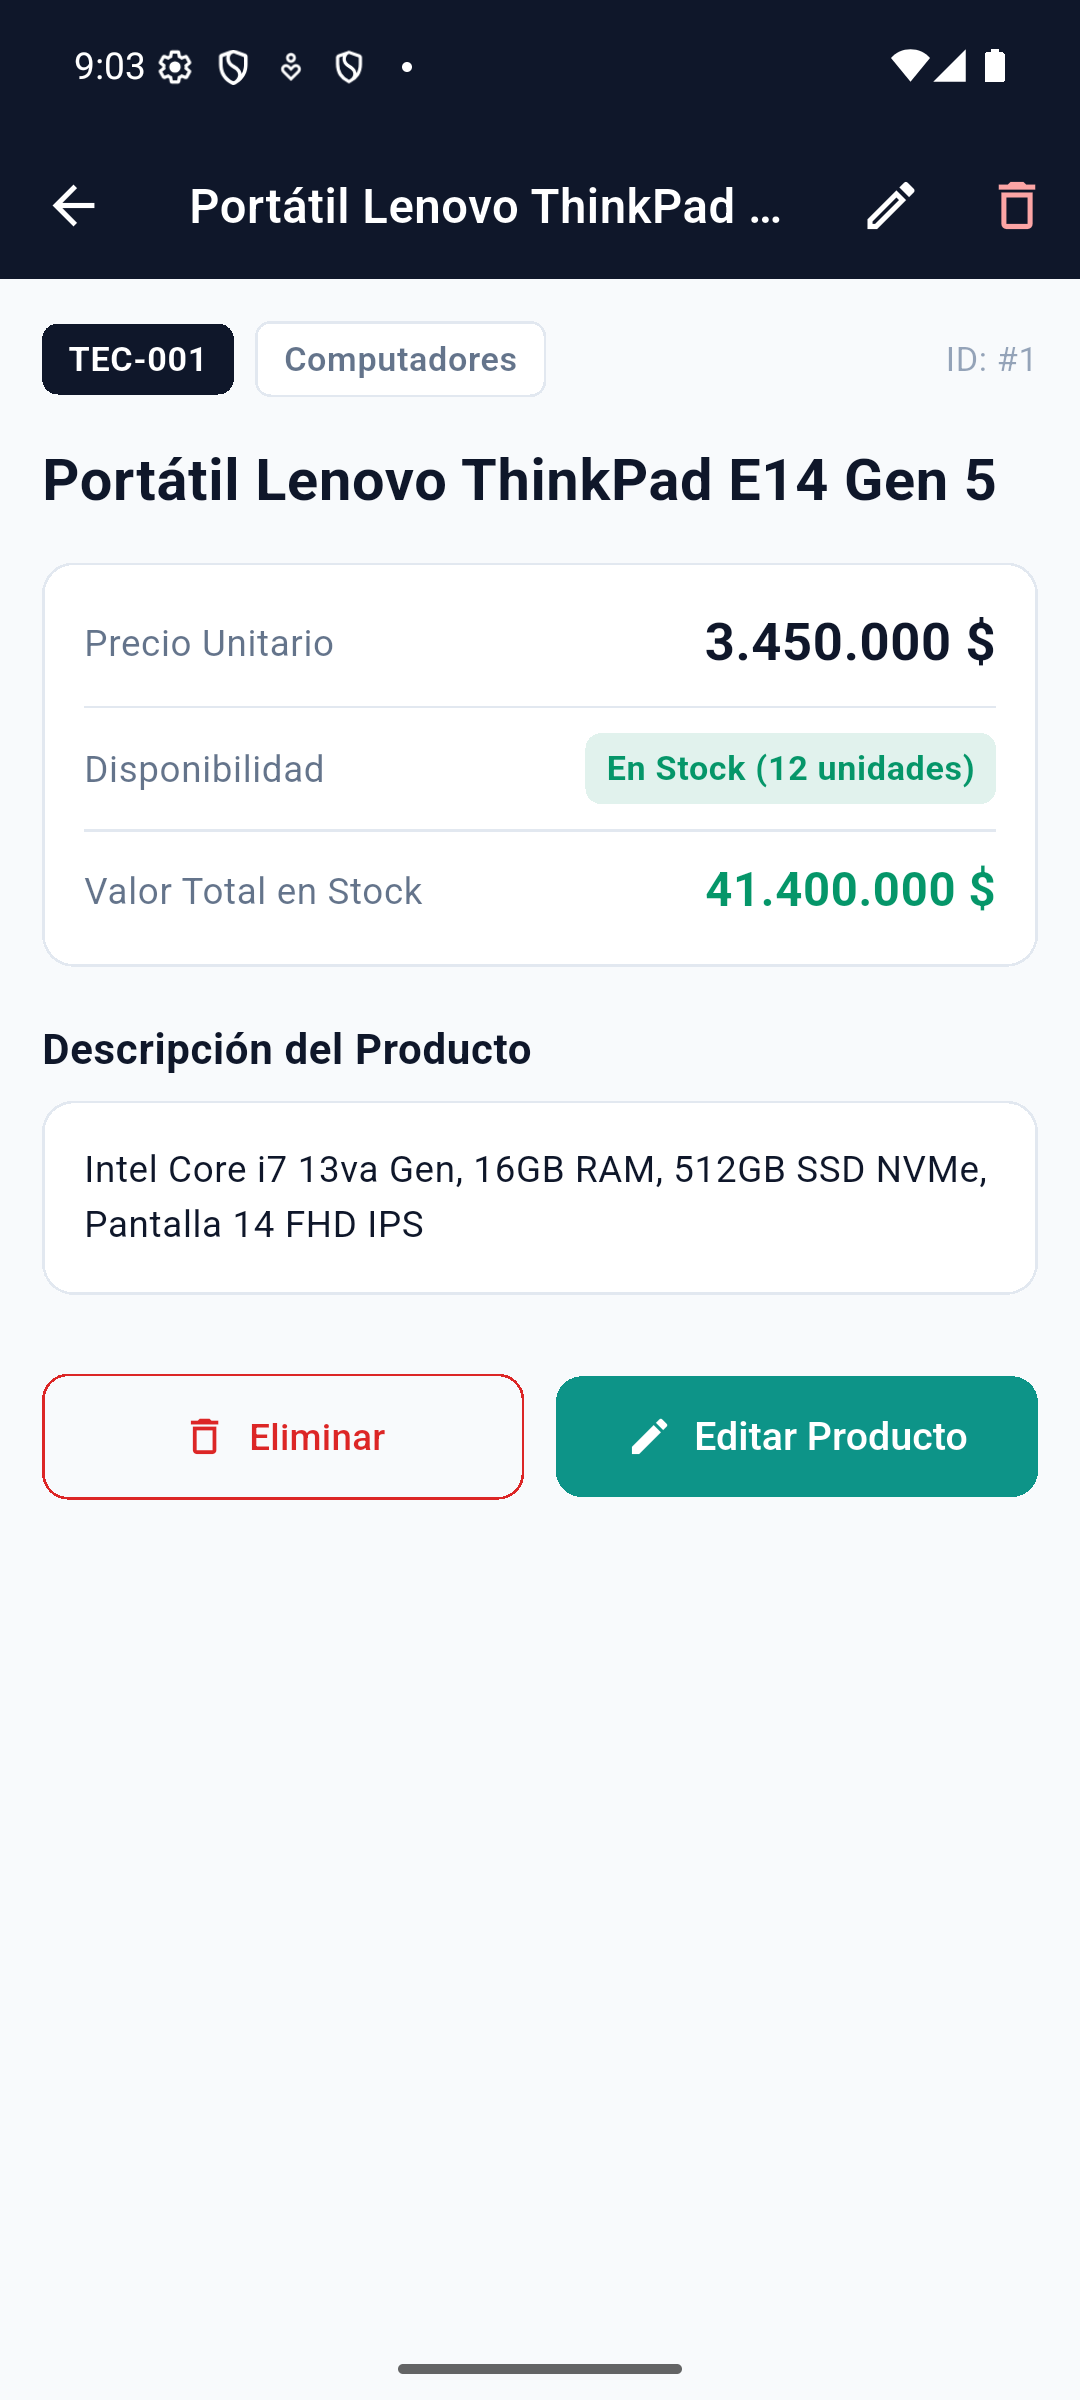 9:03
Portátil Lenovo ThinkPad ...
TEC-001
Computadores
ID: #1
Portátil Lenovo ThinkPad E14 Gen 5
Precio Unitario
3.450.000 $
Disponibilidad
En Stock (12 unidades)
Valor Total en Stock
41.400.000 $
Descripción del Producto
Intel Core i7 13va Gen, 16GB RAM, 512GB SSD NVMe,
Pantalla 14 FHD IPS
Eliminar
Editar Producto